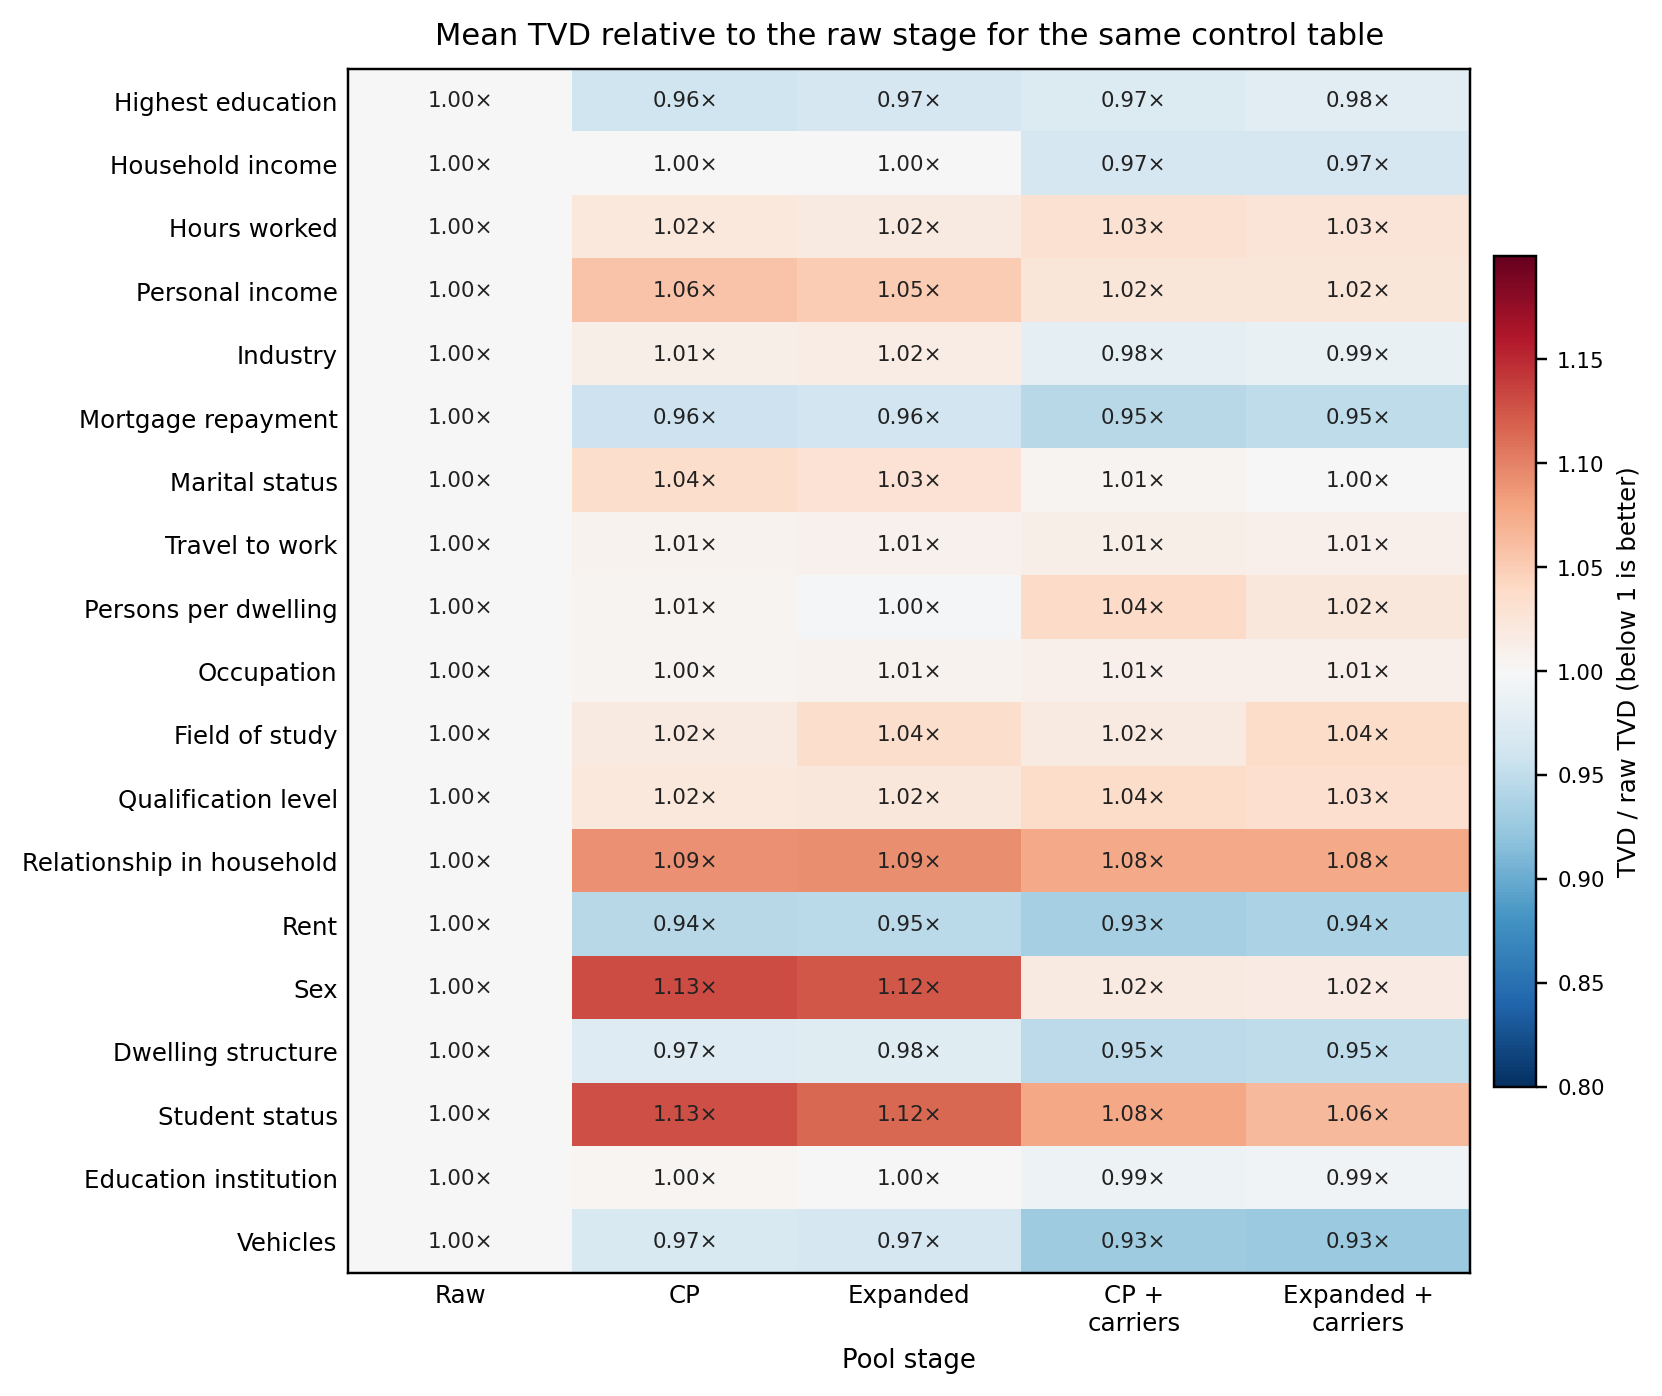 Mean TVD relative to the raw stage for the same control table
Highest education 1.00× 0.96× 0.97× 0.97× 0.98×
Household income 1.00× 1.00× 1.00× 0.97× 0.97×
Hours worked 1.00× 1.02× 1.02× 1.03× 1.03×
Personal income 1.00× 1.06× 1.05× 1.02× 1.02×
Industry 1.00× 1.01× 1.02× 0.98× 0.99×
Mortgage repayment 1.00× 0.96× 0.96× 0.95× 0.95×
Marital status 1.00× 1.04× 1.03× 1.01× 1.00×
Travel to work 1.00× 1.01× 1.01× 1.01× 1.01×
Persons per dwelling 1.00× 1.01× 1.00× 1.04× 1.02×
Occupation 1.00× 1.00× 1.01× 1.01× 1.01×
Field of study 1.00× 1.02× 1.04× 1.02× 1.04×
Qualification level 1.00× 1.02× 1.02× 1.04× 1.03×
Relationship in household 1.00× 1.09× 1.09× 1.08× 1.08×
Rent 1.00× 0.94× 0.95× 0.93× 0.94×
Sex 1.00× 1.13× 1.12× 1.02× 1.02×
Dwelling structure 1.00× 0.97× 0.98× 0.95× 0.95×
Student status 1.00× 1.13× 1.12× 1.08× 1.06×
Education institution 1.00× 1.00× 1.00× 0.99× 0.99×
Vehicles 1.00× 0.97× 0.97× 0.93× 0.93×
Raw CP Expanded CP + Expanded +
carriers carriers
Pool stage
1.15
1.10
1.05
1.00
0.95
0.90
0.85
0.80
TVD / raw TVD (below 1 is better)